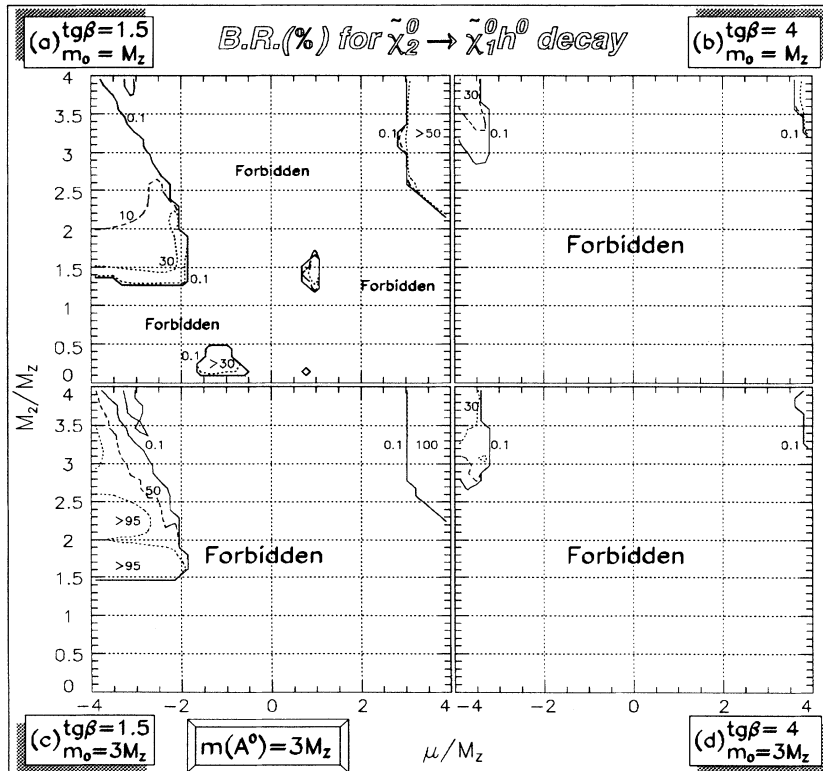 (a) tgβ = 1.5
m₀ = M_z
B.R.(%) for χ̃₂⁰ → χ̃₁⁰h⁰ decay
(b) tgβ = 4
m₀ = M_z
4
3.5
3
2.5
2
1.5
1
0.5
0
0.1
10
30
0.1
Forbidden
0.1
>50
Forbidden
Forbidden
0.1
>30
30
0.1
0.1
Forbidden
M₂/M_z
4
3.5
3
2.5
2
1.5
1
0.5
0
0.1
50
>95
>95
0.1
100
Forbidden
30
0.1
0.1
Forbidden
−4 −2 0 2 4
−2 0 2 4
(c) tgβ = 1.5
m₀ = 3M_z
m(A⁰) = 3M_z
μ/M_z
(d) tgβ = 4
m₀ = 3M_z